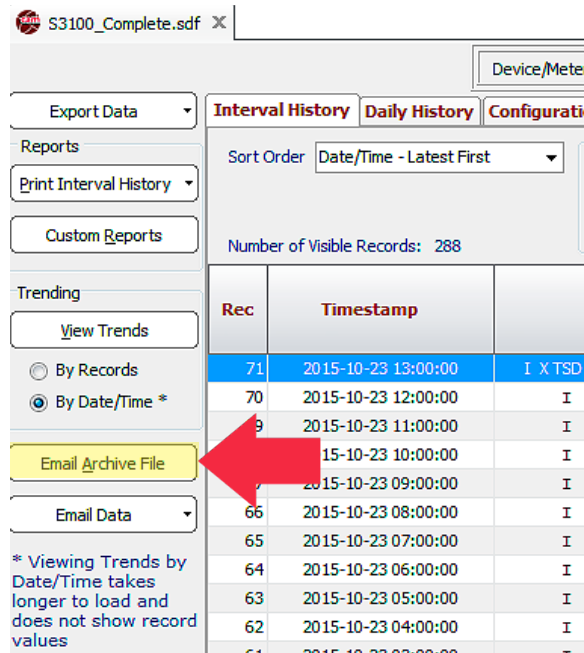 S3100_Complete.sdf X
Device/Mete
Export Data
Reports
Print Interval History
Custom Reports
Trending
View Trends
By Records
By Date/Time *
Email Archive File
Email Data
* Viewing Trends by
Date/Time takes
longer to load and
does not show record
values
Interval History Daily History Configurati
Sort Order Date/Time - Latest First
Number of Visible Records: 288
Rec Timestamp
71 2015-10-23 13:00:00 I X TSD
70 2015-10-23 12:00:00 I
9 2015-10-23 11:00:00 I
15-10-23 10:00:00 I
2015-10-23 09:00:00 I
66 2015-10-23 08:00:00 I
65 2015-10-23 07:00:00 I
64 2015-10-23 06:00:00 I
63 2015-10-23 05:00:00 I
62 2015-10-23 04:00:00 I